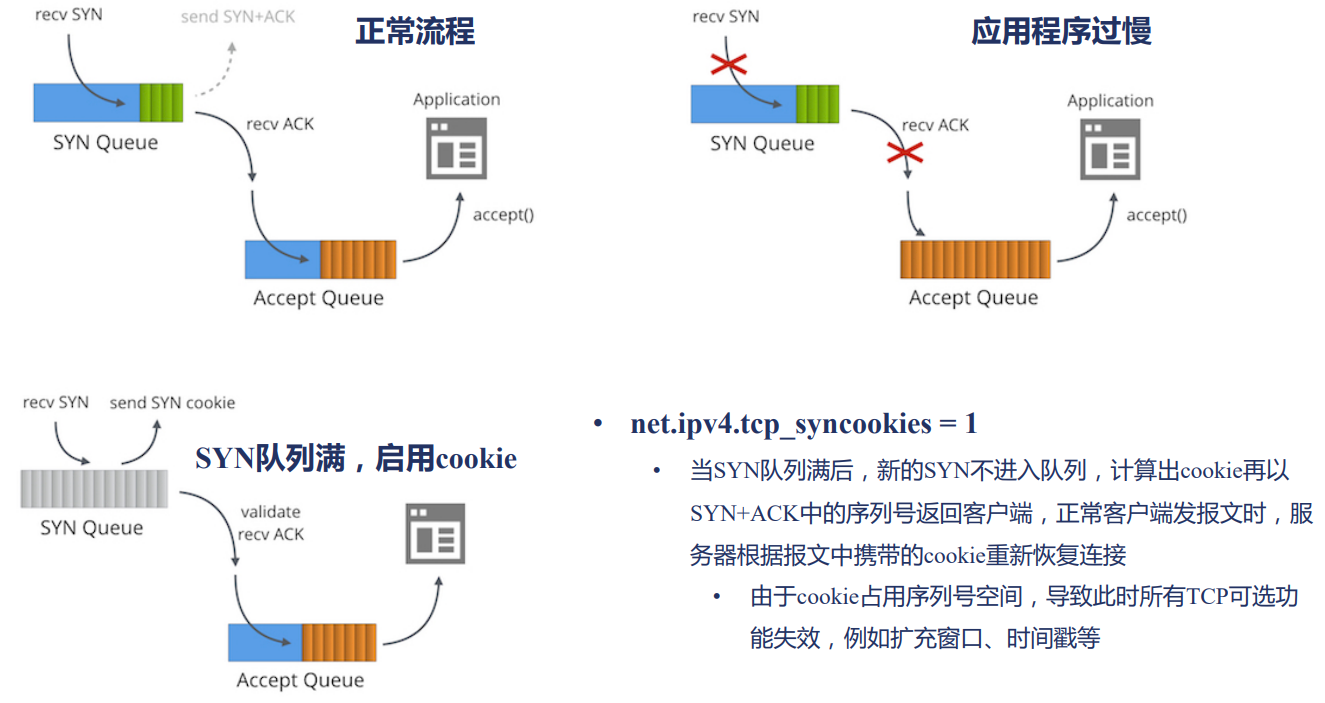 正常流程
recv SYN
send SYN+ACK
SYN Queue
recv ACK
Application
accept()
Accept Queue
应用程序过慢
recv SYN
SYN Queue
recv ACK
Application
accept()
Accept Queue
SYN队列满，启用cookie
recv SYN
send SYN cookie
SYN Queue
validate
recv ACK
Accept Queue
• net.ipv4.tcp_syncookies = 1
• 当SYN队列满后，新的SYN不进入队列，计算出cookie再以
SYN+ACK中的序列号返回客户端，正常客户端发报文时，服
务器根据报文中携带的cookie重新恢复连接
• 由于cookie占用序列号空间，导致此时所有TCP可选功
能失效，例如扩充窗口、时间戳等